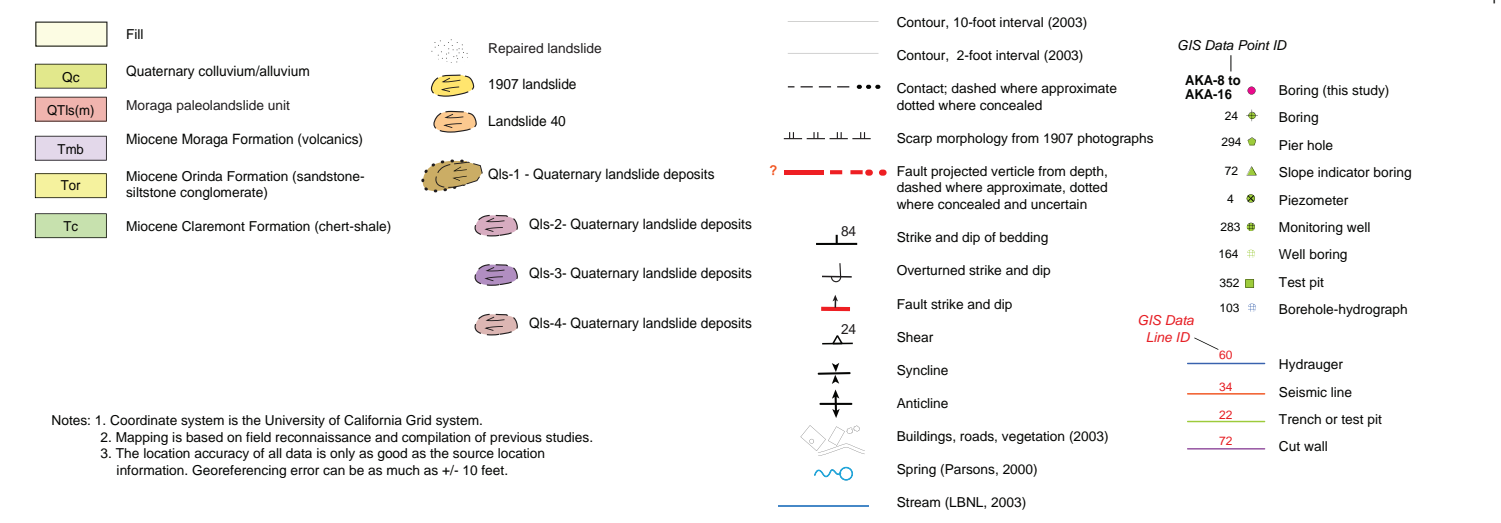 Fill
Qc
Quaternary colluvium/alluvium
QTls(m)
Moraga paleolandslide unit
Tmb
Miocene Moraga Formation (volcanics)
Tor
Miocene Orinda Formation (sandstone-
siltstone conglomerate)
Tc
Miocene Claremont Formation (chert-shale)
Repaired landslide
1907 landslide
Landslide 40
Qls-1 - Quaternary landslide deposits
Qls-2- Quaternary landslide deposits
Qls-3- Quaternary landslide deposits
Qls-4- Quaternary landslide deposits
Notes: 1. Coordinate system is the University of California Grid system.
2. Mapping is based on field reconnaissance and compilation of previous studies.
3. The location accuracy of all data is only as good as the source location
information. Georeferencing error can be as much as +/- 10 feet.
Contour, 10-foot interval (2003)
Contour, 2-foot interval (2003)
Contact; dashed where approximate
dotted where concealed
Scarp morphology from 1907 photographs
?
Fault projected verticle from depth,
dashed where approximate, dotted
where concealed and uncertain
84
Strike and dip of bedding
Overturned strike and dip
Fault strike and dip
24
Shear
Syncline
Anticline
Buildings, roads, vegetation (2003)
Spring (Parsons, 2000)
Stream (LBNL, 2003)
GIS Data Point ID
AKA-8 to
AKA-16
Boring (this study)
24
Boring
294
Pier hole
72
Slope indicator boring
4
Piezometer
283
Monitoring well
164
Well boring
352
Test pit
103
Borehole-hydrograph
GIS Data
Line ID
60
Hydrauger
34
Seismic line
22
Trench or test pit
72
Cut wall